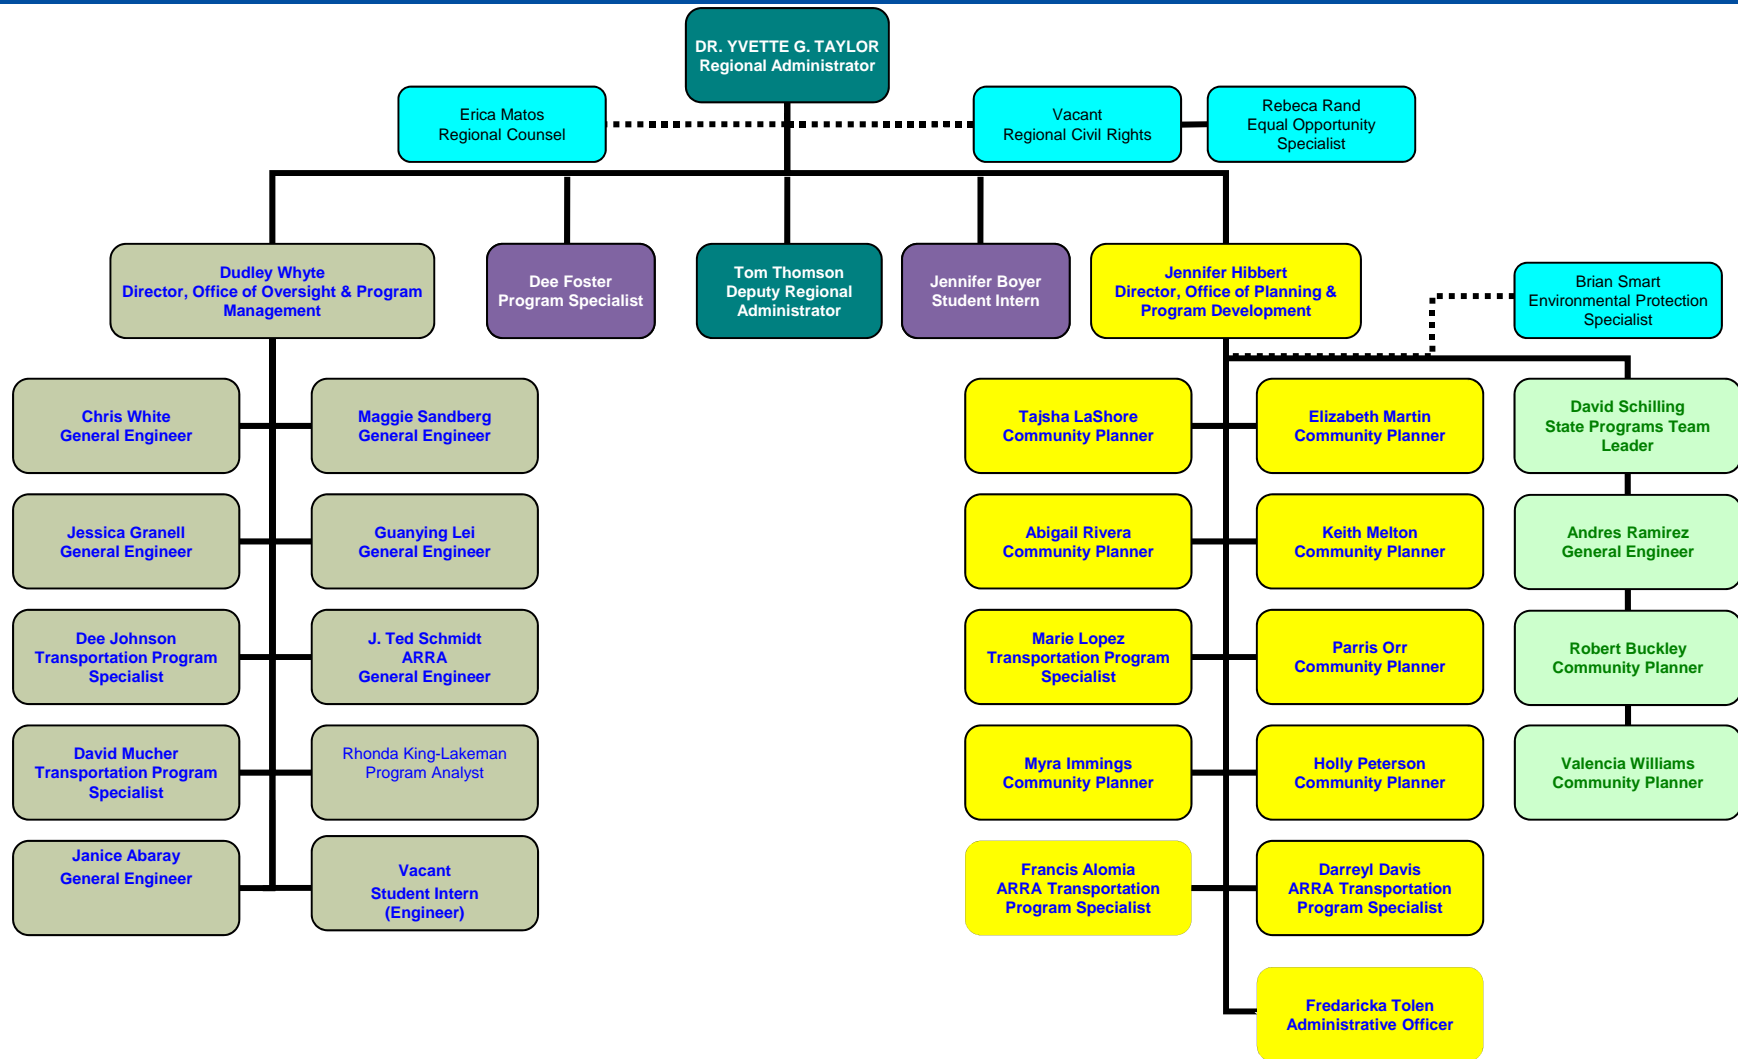 DR. YVETTE G. TAYLOR
Regional Administrator
Erica Matos
Regional Counsel
Vacant
Regional Civil Rights
Rebeca Rand
Equal Opportunity
Specialist
Dudley Whyte
Director, Office of Oversight & Program
Management
Dee Foster
Program Specialist
Tom Thomson
Deputy Regional
Administrator
Jennifer Boyer
Student Intern
Jennifer Hibbert
Director, Office of Planning &
Program Development
Brian Smart
Environmental Protection
Specialist
Chris White
General Engineer
Maggie Sandberg
General Engineer
Tajsha LaShore
Community Planner
Elizabeth Martin
Community Planner
David Schilling
State Programs Team
Leader
Jessica Granell
General Engineer
Guanying Lei
General Engineer
Abigail Rivera
Community Planner
Keith Melton
Community Planner
Andres Ramirez
General Engineer
Dee Johnson
Transportation Program
Specialist
J. Ted Schmidt
ARRA
General Engineer
Marie Lopez
Transportation Program
Specialist
Parris Orr
Community Planner
Robert Buckley
Community Planner
David Mucher
Transportation Program
Specialist
Rhonda King-Lakeman
Program Analyst
Myra Immings
Community Planner
Holly Peterson
Community Planner
Valencia Williams
Community Planner
Janice Abaray
General Engineer
Vacant
Student Intern
(Engineer)
Francis Alomia
ARRA Transportation
Program Specialist
Darreyl Davis
ARRA Transportation
Program Specialist
Fredaricka Tolen
Administrative Officer